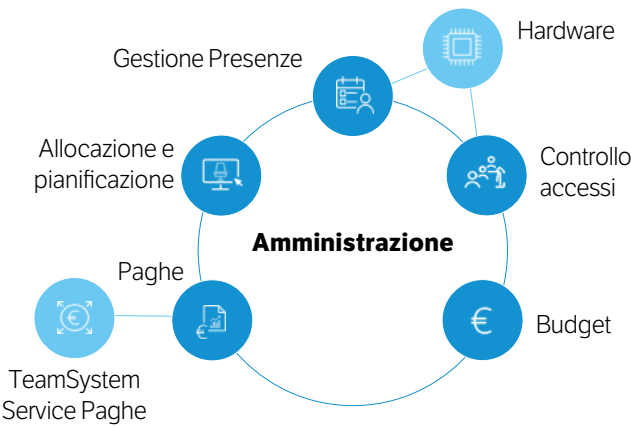 Hardware
Gestione Presenze
Allocazione e
pianificazione
Controllo
accessi
Amministrazione
Paghe
Budget
TeamSystem
Service Paghe